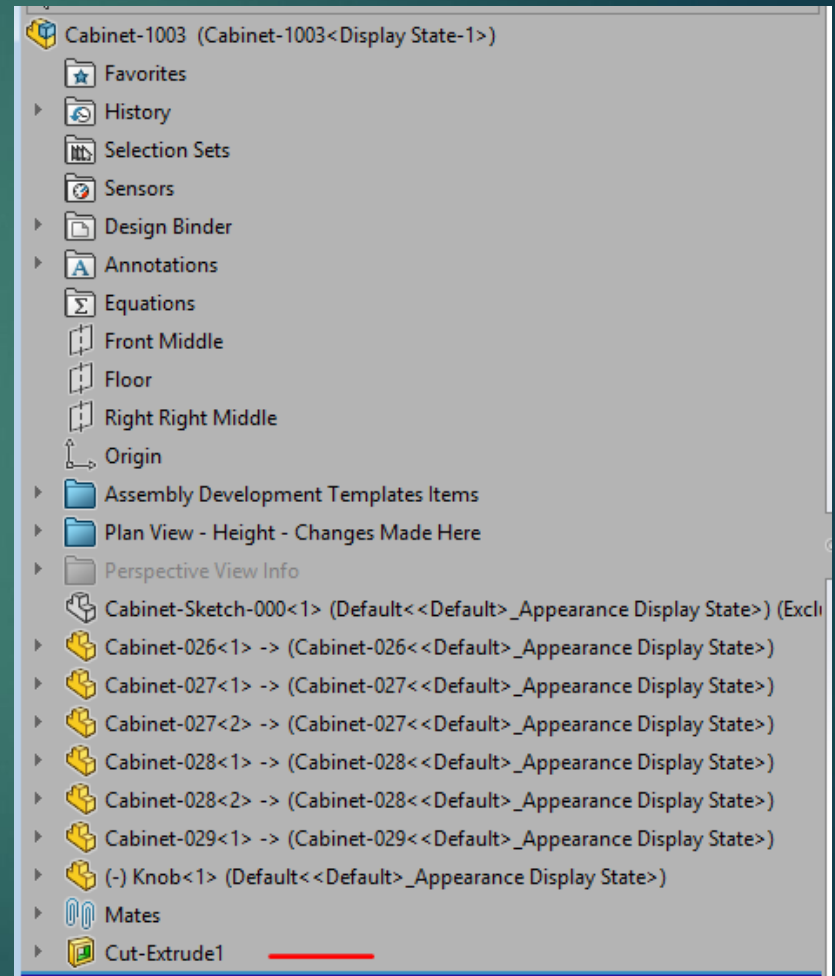 Cabinet-1003 (Cabinet-1003<Display State-1>)
Favorites
History
Selection Sets
Sensors
Design Binder
Annotations
Equations
Front Middle
Floor
Right Right Middle
Origin
Assembly Development Templates Items
Plan View - Height - Changes Made Here
Perspective View Info
Cabinet-Sketch-000<1> (Default<<Default>_Appearance Display State>) (Exclu
Cabinet-026<1> -> (Cabinet-026<<Default>_Appearance Display State>)
Cabinet-027<1> -> (Cabinet-027<<Default>_Appearance Display State>)
Cabinet-027<2> -> (Cabinet-027<<Default>_Appearance Display State>)
Cabinet-028<1> -> (Cabinet-028<<Default>_Appearance Display State>)
Cabinet-028<2> -> (Cabinet-028<<Default>_Appearance Display State>)
Cabinet-029<1> -> (Cabinet-029<<Default>_Appearance Display State>)
(-) Knob<1> (Default<<Default>_Appearance Display State>)
Mates
Cut-Extrude1